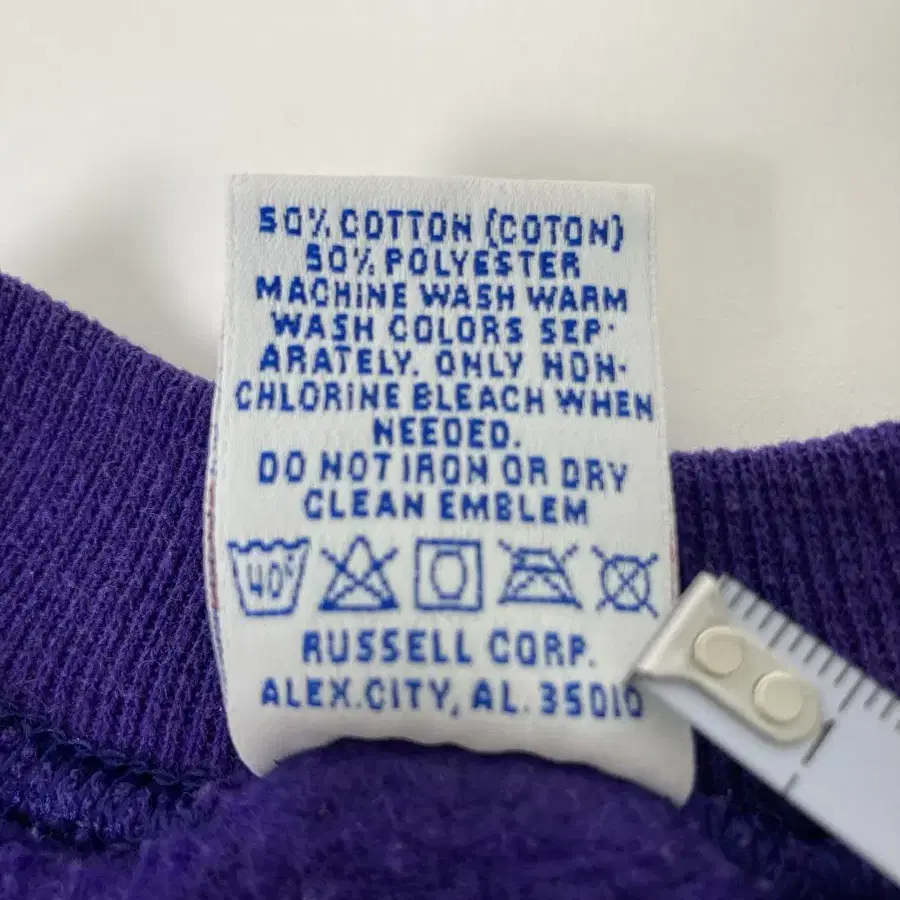 50% COTTON (COTON)
50% POLYESTER
MACHINE WASH WARM
WASH COLORS SEP-
ARATELY. ONLY NON-
CHLORINE BLEACH WHEN
NEEDED.
DO NOT IRON OR DRY
CLEAN EMBLEM
40°
RUSSELL CORP.
ALEX.CITY, AL. 35010
1